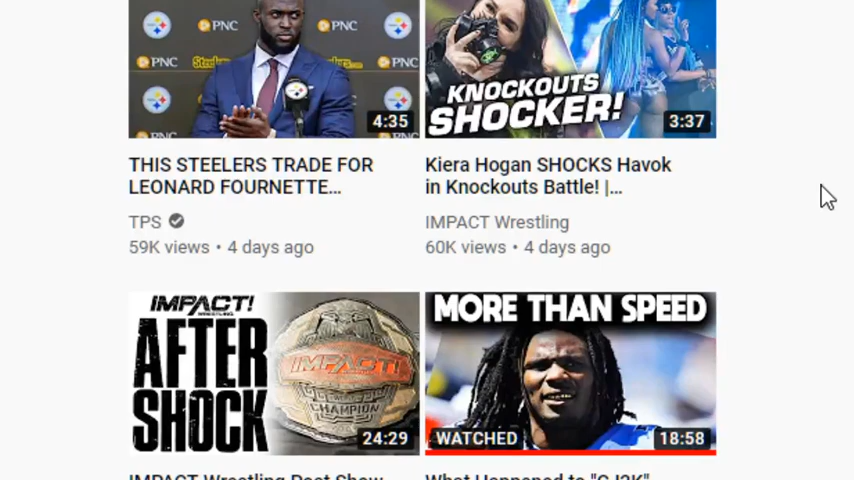 PNC
PNC
PNC
Steelers
PNC
4:35
KNOCKOUTS
SHOCKER!
3:37
THIS STEELERS TRADE FOR
LEONARD FOURNETTE...
TPS
59K views • 4 days ago
Kiera Hogan SHOCKS Havok
in Knockouts Battle! |...
IMPACT Wrestling
60K views • 4 days ago
IMPACT!
WRESTLING
AFTER
SHOCK
IMPACT!
CHAMPION
24:29
MORE THAN SPEED
WATCHED
18:58
IMPACT Wrestling Post Show
What Happened to "CJ2K"